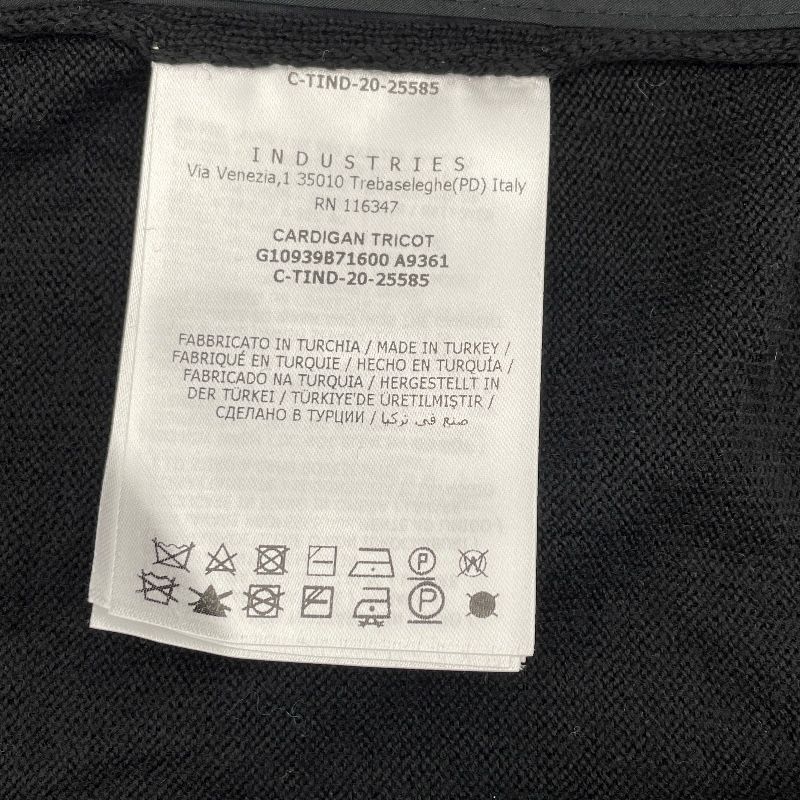 C-TIND-20-25585
INDUSTRIES
Via Venezia,1 35010 Trebaseleghe(PD) Italy
RN 116347
CARDIGAN TRICOT
G10939B71600 A9361
C-TIND-20-25585
FABBRICATO IN TURCHIA / MADE IN TURKEY /
FABRIQUÉ EN TURQUIE / HECHO EN TURQUÍA /
FABRICADO NA TURQUIA / HERGESTELLT IN
DER TÜRKEI / TÜRKIYE'DE ÜRETILMIŞTIR /
СДЕЛАНО В ТУРЦИИ / صنع في تركيا
P W
P